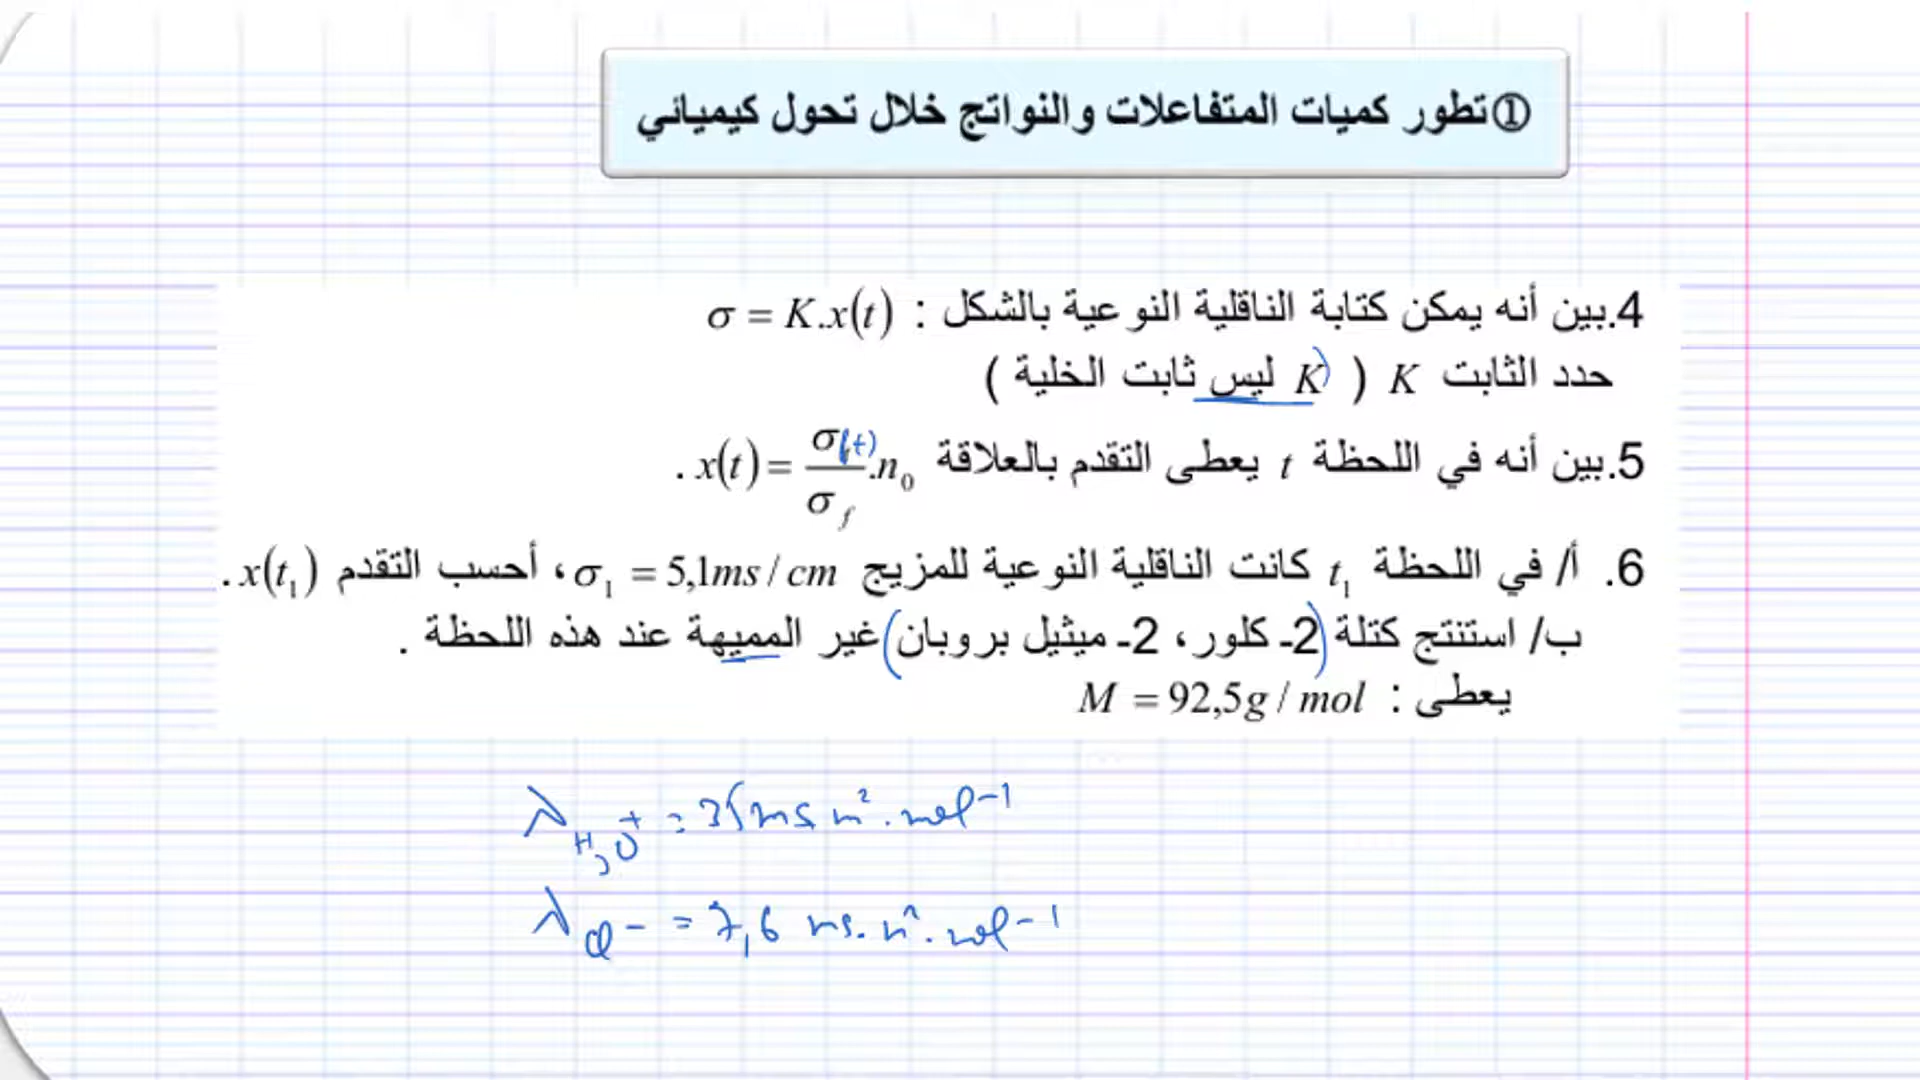 ①تطور كميات المتفاعلات والنواتج خلال تحول كيميائي
4.بين أنه يمكن كتابة الناقلية النوعية بالشكل : σ = K.x(t)
حدد الثابت K ( K ليس ثابت الخلية )
5.بين أنه في اللحظة t يعطى التقدم بالعلاقة x(t) = σ(t)/σ_f .n₀ .
6. أ/ في اللحظة t₁ كانت الناقلية النوعية للمزيج σ₁ = 5,1ms / cm ، أحسب التقدم x(t₁) .
ب/ استنتج كتلة (2- كلور، 2- ميثيل بروبان) غير المميهة عند هذه اللحظة .
يعطى : M = 92,5g / mol
λ H₃O⁺ = 35 ms m² . mol⁻¹
λ Cl⁻ = 7,6 ms. m² . mol⁻¹